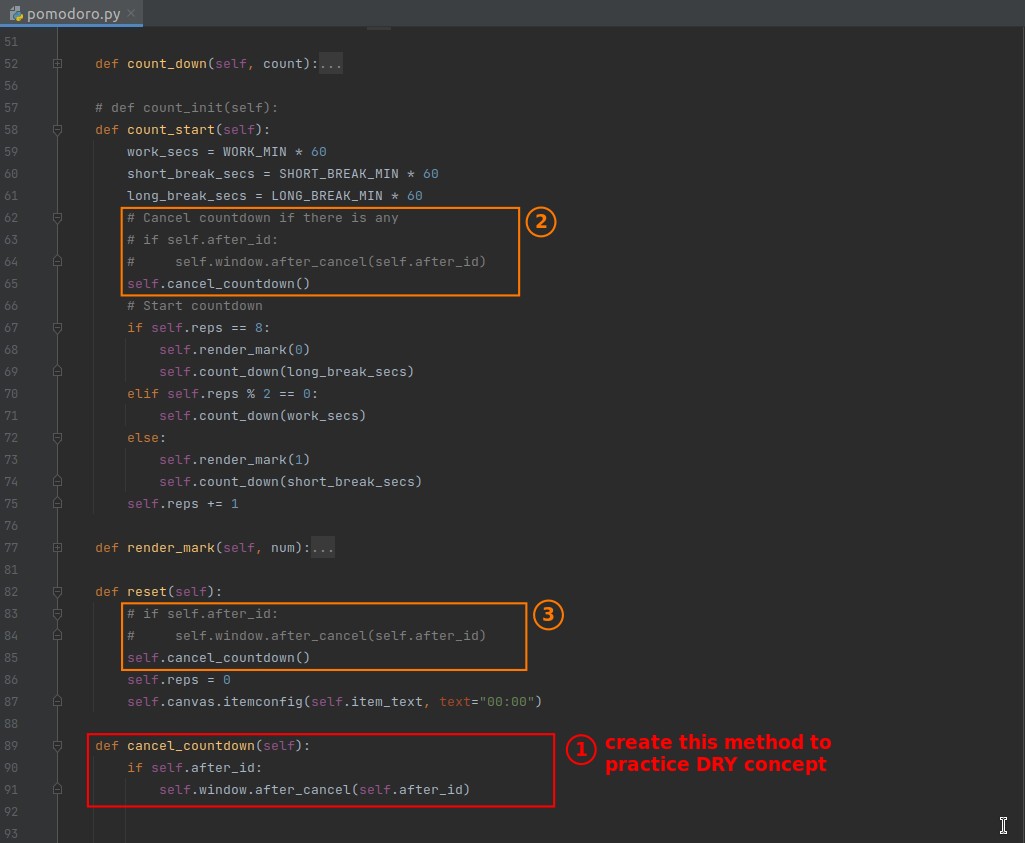 pomodoro.py ×
51
52 def count_down(self, count):...
56
57 # def count_init(self):
58 def count_start(self):
59 work_secs = WORK_MIN * 60
60 short_break_secs = SHORT_BREAK_MIN * 60
61 long_break_secs = LONG_BREAK_MIN * 60
62 # Cancel countdown if there is any
②
63 # if self.after_id:
64 #     self.window.after_cancel(self.after_id)
65 self.cancel_countdown()
66 # Start countdown
67 if self.reps == 8:
68 self.render_mark(0)
69 self.count_down(long_break_secs)
70 elif self.reps % 2 == 0:
71 self.count_down(work_secs)
72 else:
73 self.render_mark(1)
74 self.count_down(short_break_secs)
75 self.reps += 1
76
77 def render_mark(self, num):...
81
82 def reset(self):
83 # if self.after_id:
③
84 #     self.window.after_cancel(self.after_id)
85 self.cancel_countdown()
86 self.reps = 0
87 self.canvas.itemconfig(self.item_text, text="00:00")
88
89 def cancel_countdown(self):
① create this method to
practice DRY concept
90 if self.after_id:
91 self.window.after_cancel(self.after_id)
92
93